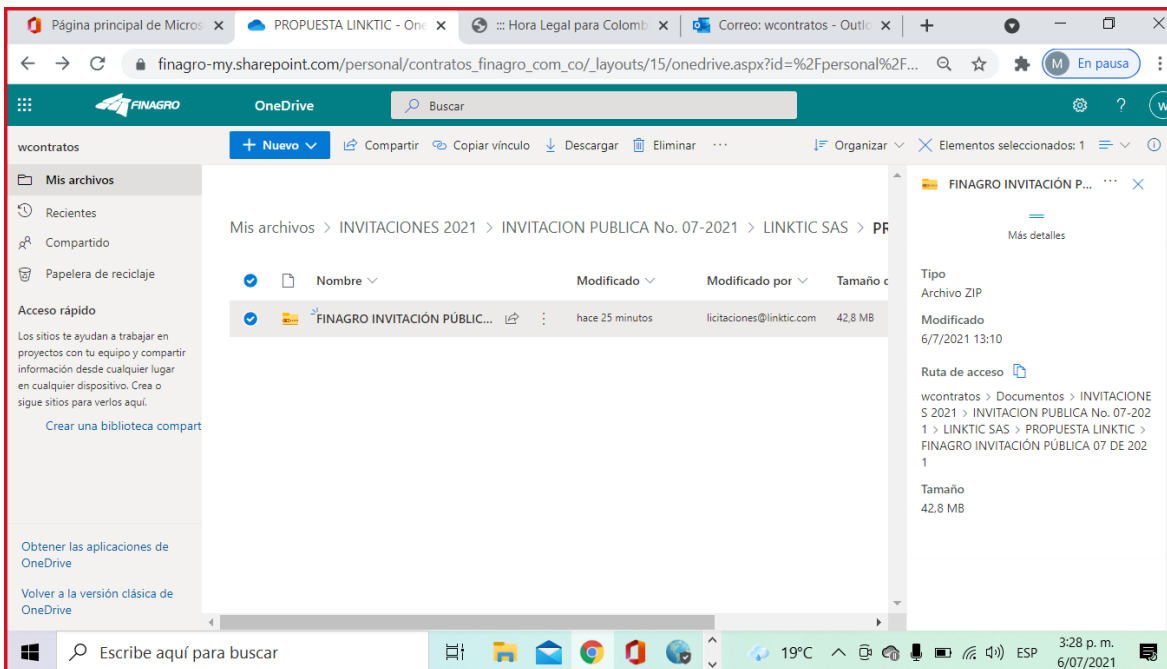 Página principal de Micros
PROPUESTA LINKTIC - One
::: Hora Legal para Colomb
Correo: wcontratos - Outlo
finagro-my.sharepoint.com/personal/contratos_finagro_com_co/_layouts/15/onedrive.aspx?id=%2Fpersonal%2F...
M En pausa
FINAGRO OneDrive Buscar ? w
wcontratos
+ Nuevo Compartir Copiar vínculo Descargar Eliminar ... Organizar Elementos seleccionados: 1
Mis archivos
Recientes
Compartido
Papelera de reciclaje
Acceso rápido
Los sitios te ayudan a trabajar en
proyectos con tu equipo y compartir
información desde cualquier lugar
en cualquier dispositivo. Crea o
sigue sitios para verlos aquí.
Crear una biblioteca compart
Obtener las aplicaciones de
OneDrive
Volver a la versión clásica de
OneDrive
Mis archivos > INVITACIONES 2021 > INVITACION PUBLICA No. 07-2021 > LINKTIC SAS > PR
Nombre Modificado Modificado por Tamaño d
FINAGRO INVITACIÓN PÚBLIC... hace 25 minutos licitaciones@linktic.com 42,8 MB
FINAGRO INVITACIÓN P... ...
Más detalles
Tipo
Archivo ZIP
Modificado
6/7/2021 13:10
Ruta de acceso
wcontratos > Documentos > INVITACIONE
S 2021 > INVITACION PUBLICA No. 07-202
1 > LINKTIC SAS > PROPUESTA LINKTIC >
FINAGRO INVITACIÓN PÚBLICA 07 DE 202
1
Tamaño
42,8 MB
Escribe aquí para buscar
19°C ESP
3:28 p. m.
6/07/2021